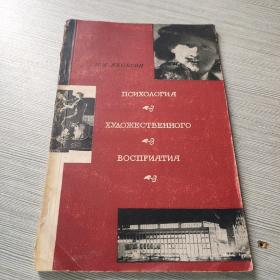 П. М. ЯКОБСОН
ПСИХОЛОГИЯ
ХУДОЖЕСТВЕННОГО
ВОСПРИЯТИЯ